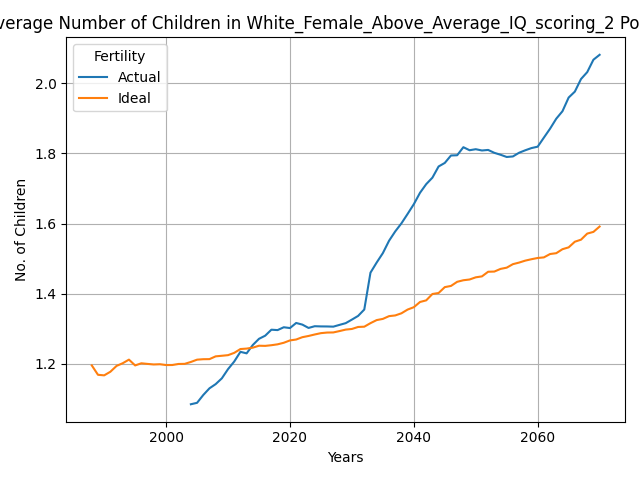 verage Number of Children in White_Female_Above_Average_IQ_scoring_2 Po
Fertility
Actual
Ideal
No. of Children
2.0
1.8
1.6
1.4
1.2
2000
2020
2040
2060
Years